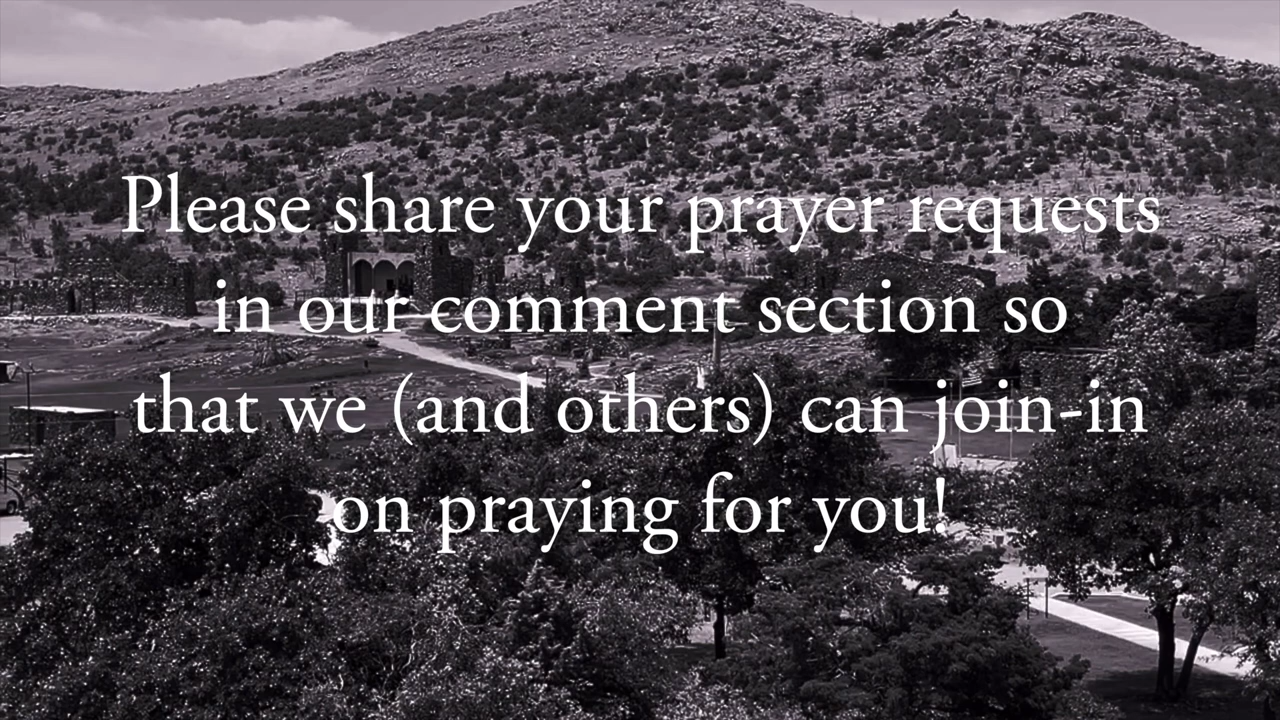 Please share your prayer requests
in our comment section so
that we (and others) can join-in
on praying for you!